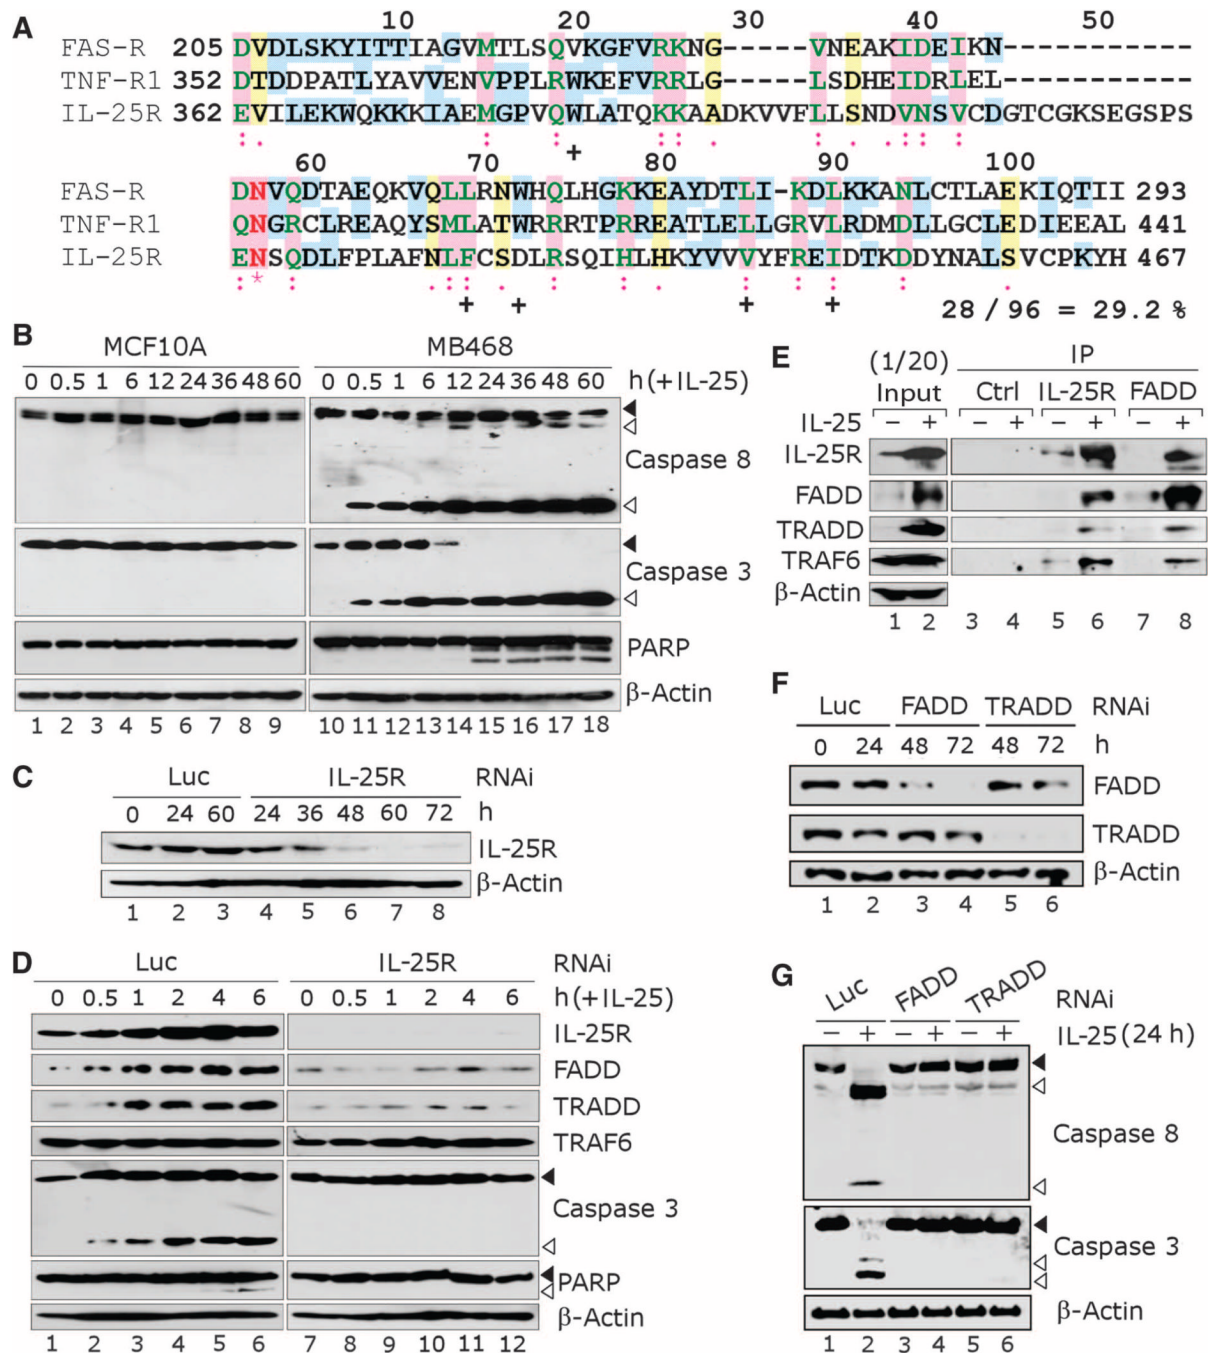 A
10 20 30 40 50
FAS-R 205 DVDLSKYITTIAGVMTLSQVKGFVRKNG-----VNEAKIDEIKN-----------
TNF-R1 352 DTDDPATLYAVVENVPPLRWKEFVRRLG-----LSDHEIDRLEL-----------
IL-25R 362 EVILEKWQKKKIAEMGPVQWLATQKKAADKVVFLLSNDVNSVCDGTCGKSEGSPS
+
60 70 80 90 100
FAS-R DNVQDTAEQKVQLLRNWHQLHGKKEAYDTLI-KDLKKANLCTLAEKIQTII 293
TNF-R1 QNGRCLREAQYSMLATWRRRTPRREATLELLGRVLRDMDLLGCLEDIEEAL 441
IL-25R ENSQDLFPLAFNLFCSDLRSQIHLHKYVVVYFREIDTKDDYNALSVCPKYH 467
*
+ + + +
28 / 96 = 29.2 %
B
MCF10A MB468
0 0.5 1 6 12 24 36 48 60 0 0.5 1 6 12 24 36 48 60 h(+IL-25)
Caspase 8
Caspase 3
PARP
β-Actin
1 2 3 4 5 6 7 8 9 10 11 12 13 14 15 16 17 18
C
Luc IL-25R RNAi
0 24 60 24 36 48 60 72 h
IL-25R
β-Actin
1 2 3 4 5 6 7 8
D
Luc IL-25R RNAi
0 0.5 1 2 4 6 0 0.5 1 2 4 6 h(+IL-25)
IL-25R
FADD
TRADD
TRAF6
Caspase 3
PARP
β-Actin
1 2 3 4 5 6 7 8 9 10 11 12
E
(1/20) IP
Input Ctrl IL-25R FADD
IL-25 − + − + − + − +
IL-25R
FADD
TRADD
TRAF6
β-Actin
1 2 3 4 5 6 7 8
F
Luc FADD TRADD RNAi
0 24 48 72 48 72 h
FADD
TRADD
β-Actin
1 2 3 4 5 6
G
Luc FADD TRADD RNAi
− + − + − + IL-25 (24 h)
Caspase 8
Caspase 3
β-Actin
1 2 3 4 5 6